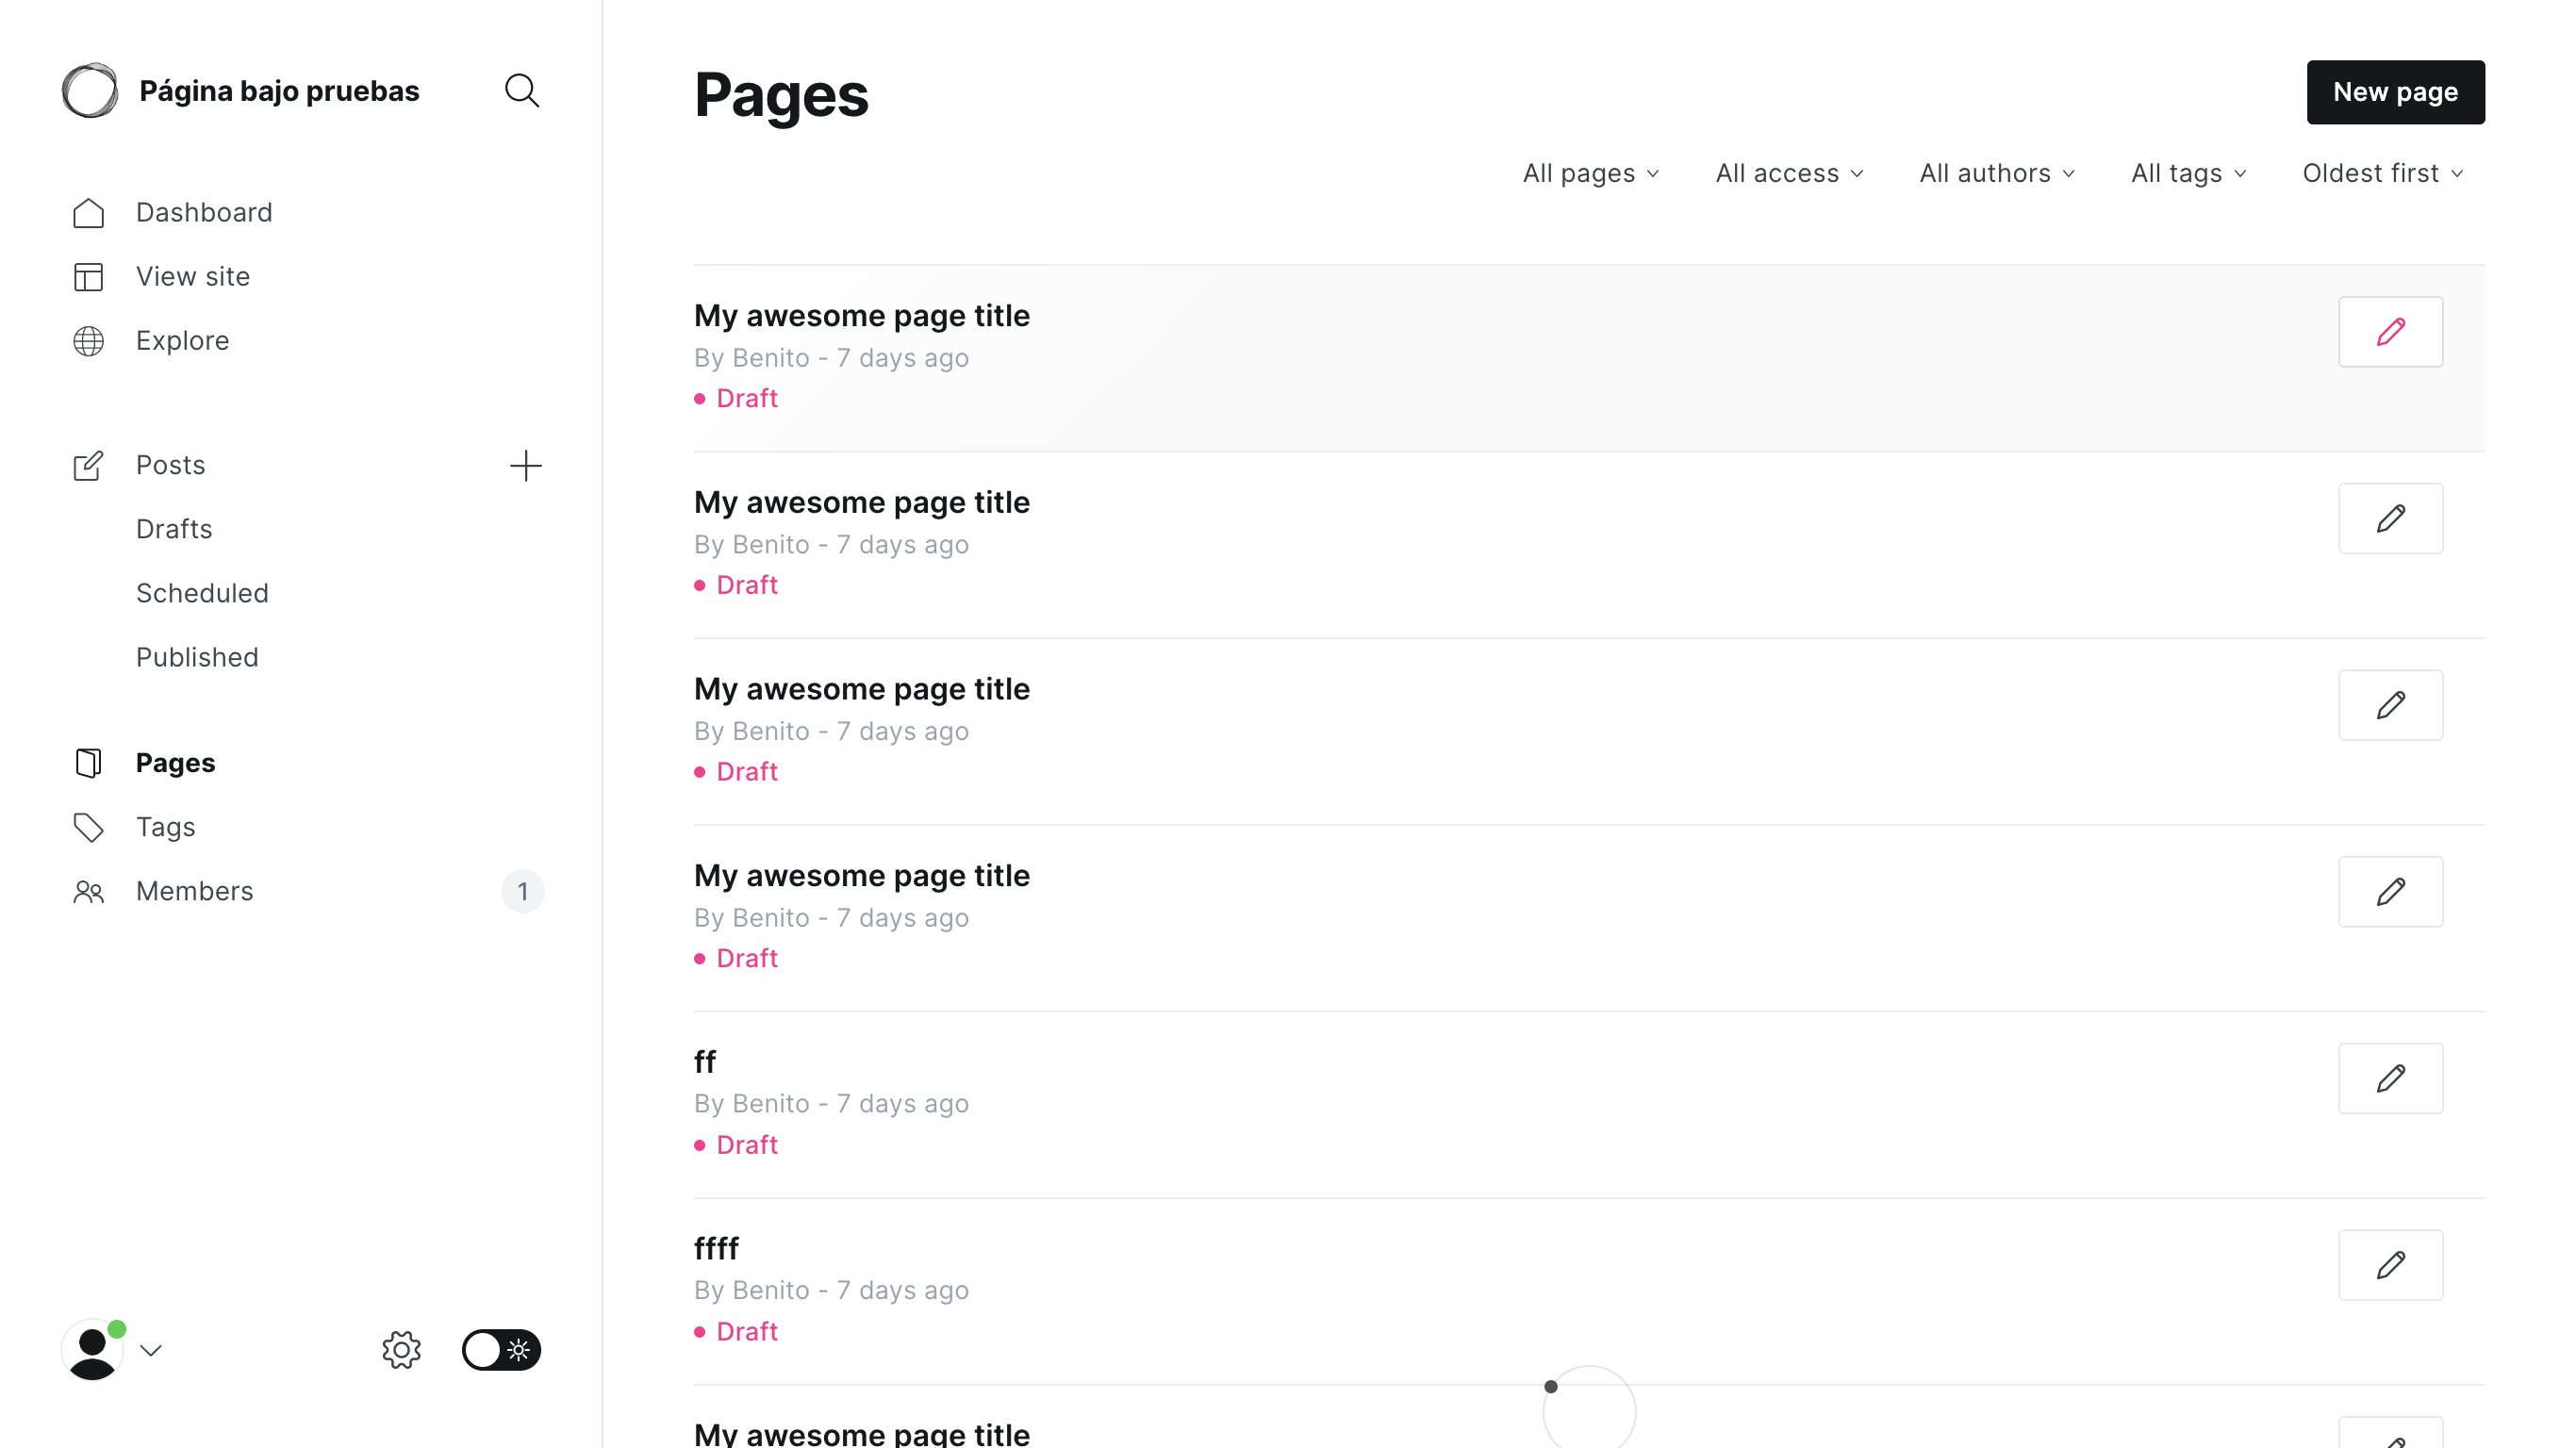 Página bajo pruebas
Dashboard
View site
Explore
Posts
Drafts
Scheduled
Published
Pages
Tags
Members 1
Pages
New page
All pages All access All authors All tags Oldest first
My awesome page title
By Benito - 7 days ago
Draft
My awesome page title
By Benito - 7 days ago
Draft
My awesome page title
By Benito - 7 days ago
Draft
My awesome page title
By Benito - 7 days ago
Draft
ff
By Benito - 7 days ago
Draft
ffff
By Benito - 7 days ago
Draft
My awesome page title